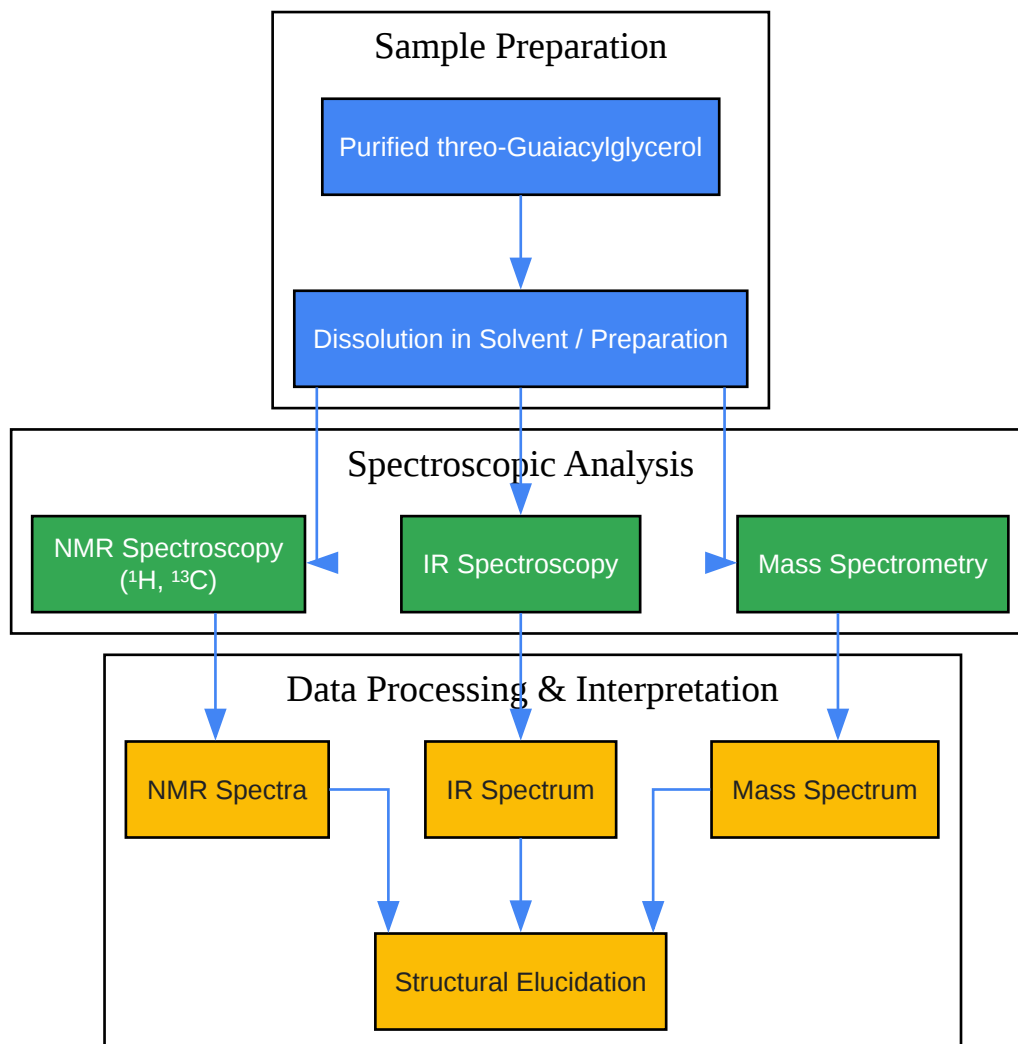 Sample Preparation
Purified threo-Guaiacylglycerol
Dissolution in Solvent / Preparation
Spectroscopic Analysis
NMR Spectroscopy
(¹H, ¹³C)
IR Spectroscopy
Mass Spectrometry
Data Processing & Interpretation
NMR Spectra
IR Spectrum
Mass Spectrum
Structural Elucidation